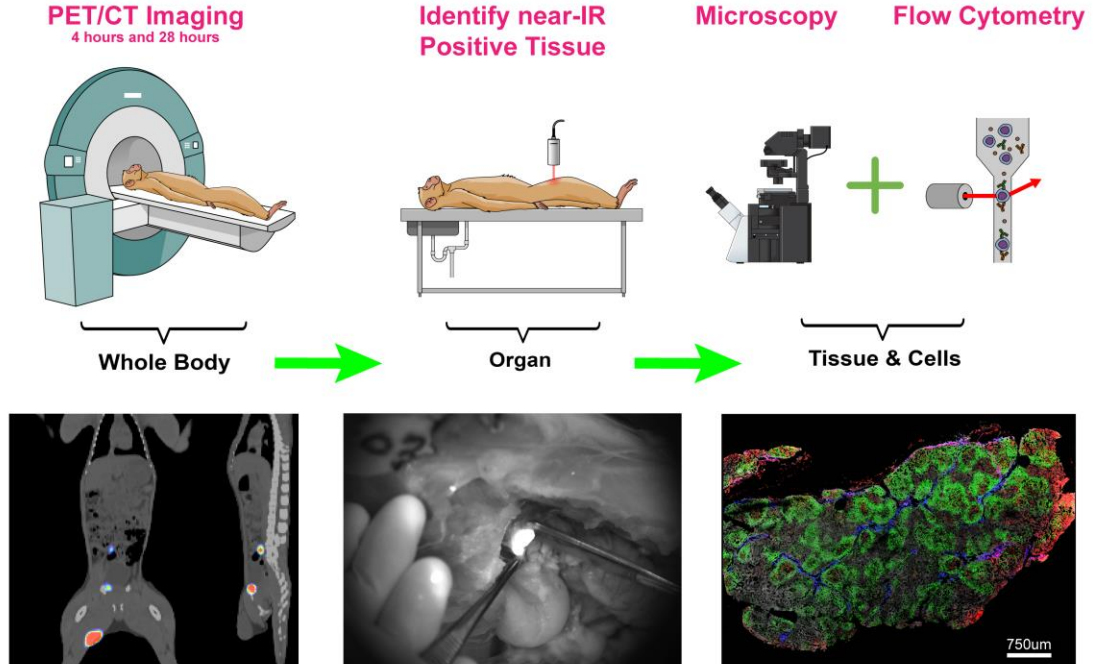 PET/CT Imaging
4 hours and 28 hours
Identify near-IR
Positive Tissue
Microscopy
Flow Cytometry
Whole Body
Organ
Tissue & Cells
750um